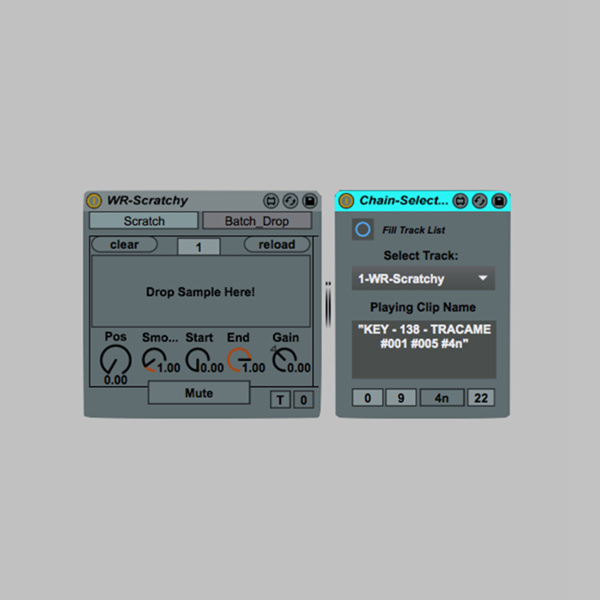 WR-Scratchy
Scratch
Batch_Drop
clear
1
reload
Drop Sample Here!
Pos
Smo...
Start
End
Gain
0.00
1.00
0.00
1.00
0.00
Mute
T
0
Chain-Select...
Fill Track List
Select Track:
1-WR-Scratchy
Playing Clip Name
"KEY - 138 - TRACAME
#001 #005 #4n"
0
9
4n
22